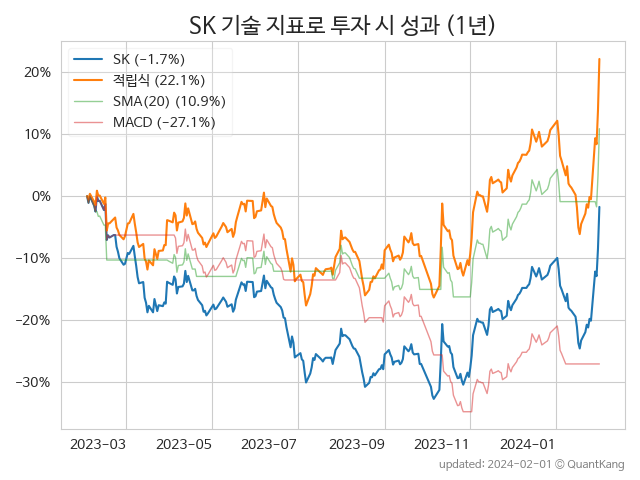 SK 기술 지표로 투자 시 성과 (1년)
SK (−1.7%)
적립식 (22.1%)
SMA(20) (10.9%)
MACD (−27.1%)
20%
10%
0%
−10%
−20%
−30%
2023-03 2023-05 2023-07 2023-09 2023-11 2024-01
updated: 2024-02-01 © QuantKang